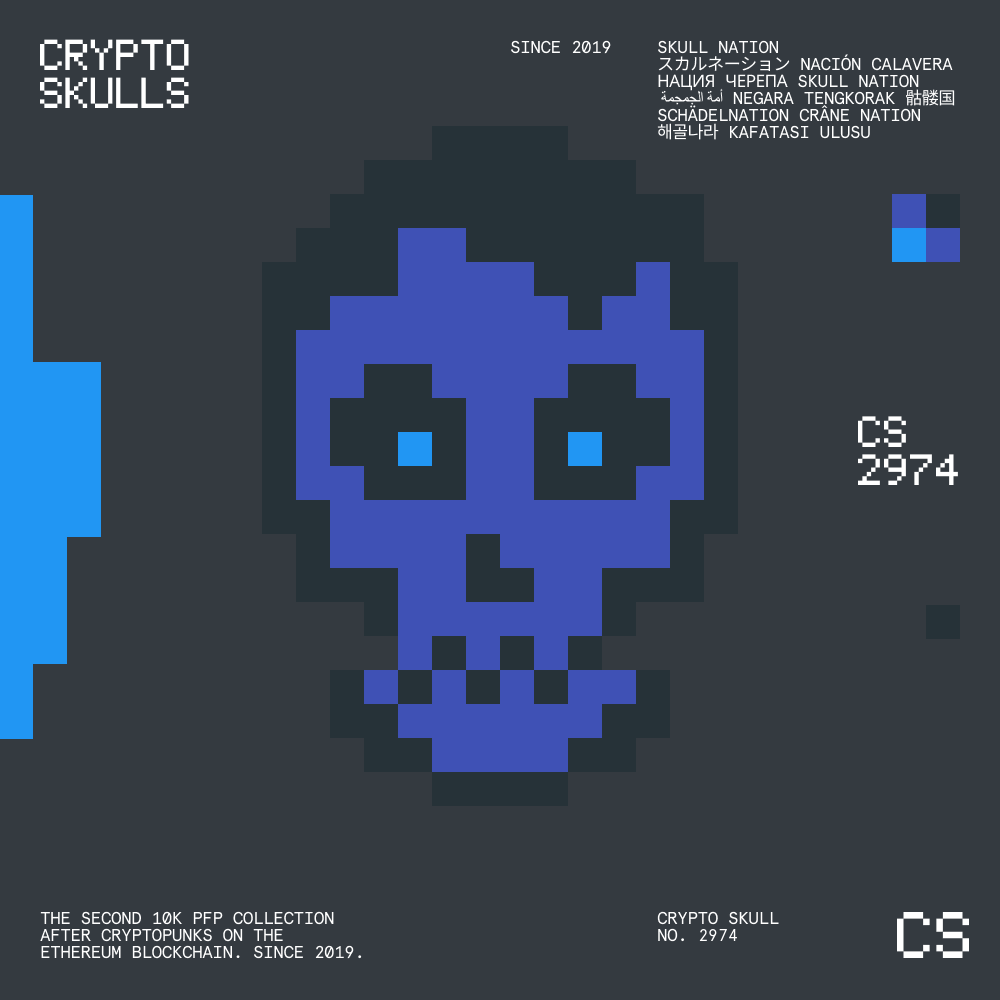 CRYPTO
SKULLS
SINCE 2019
SKULL NATION
スカルネーション NACIÓN CALAVERA
НАЦИЯ ЧЕРЕПА SKULL NATION
أمة الجمجمة NEGARA TENGKORAK 骷髅国
SCHÄDELNATION CRÂNE NATION
해골나라 KAFATASI ULUSU
CS
2974
THE SECOND 10K PFP COLLECTION
AFTER CRYPTOPUNKS ON THE
ETHEREUM BLOCKCHAIN. SINCE 2019.
CRYPTO SKULL
NO. 2974
CS